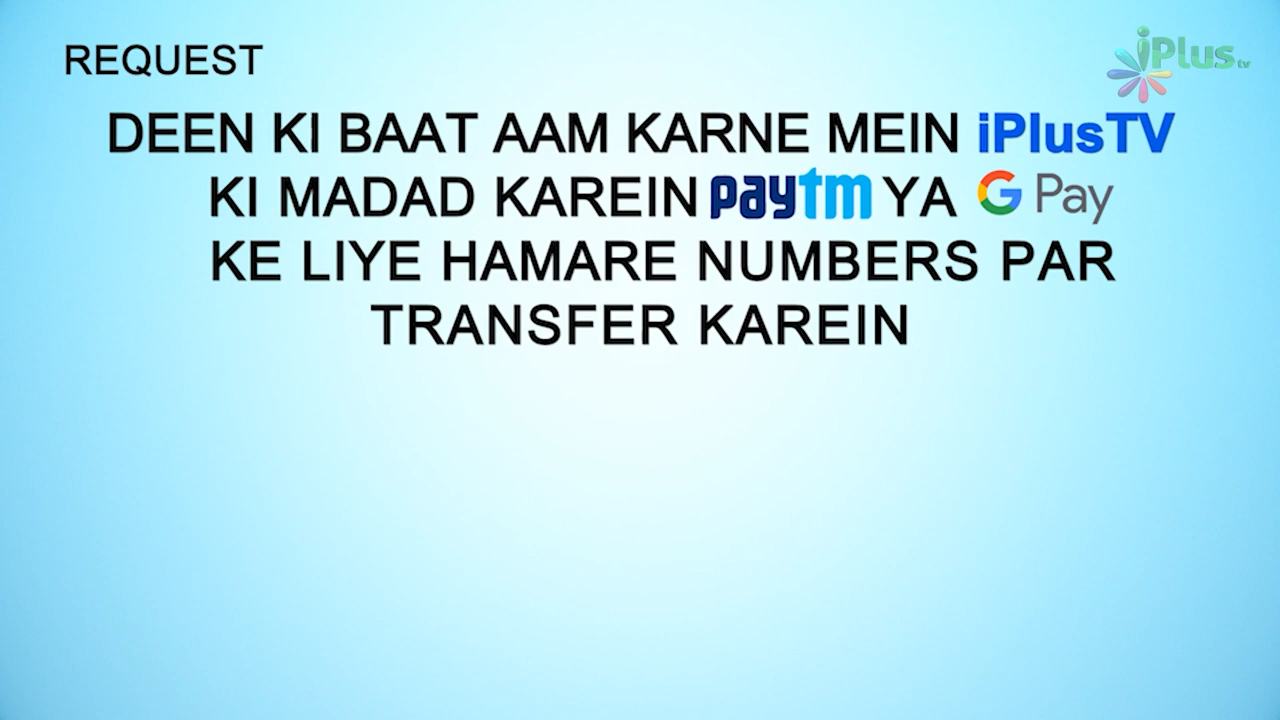 REQUEST
iPlus tv
DEEN KI BAAT AAM KARNE MEIN iPlusTV
KI MADAD KAREIN paytm YA G Pay
KE LIYE HAMARE NUMBERS PAR
TRANSFER KAREIN